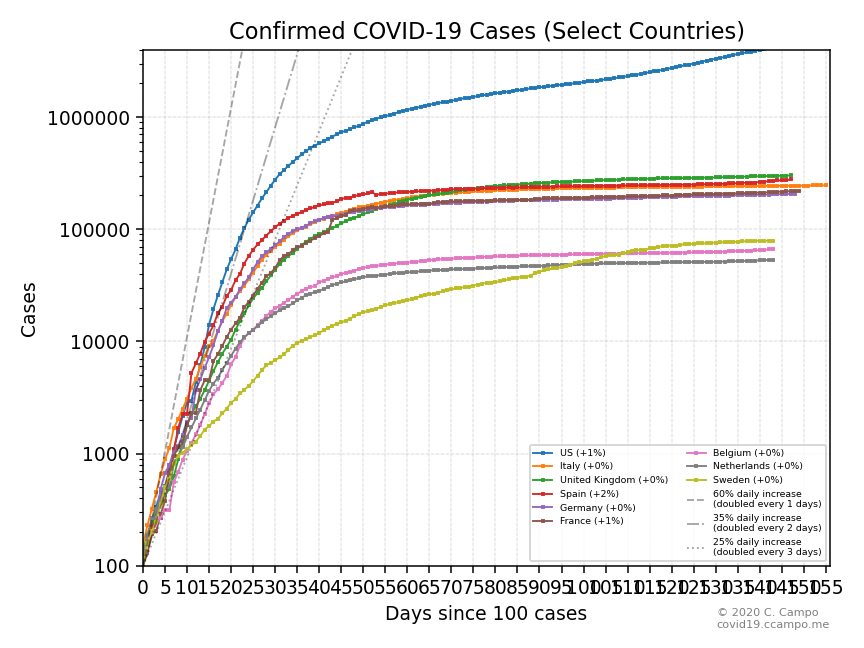 Confirmed COVID-19 Cases (Select Countries)
Cases
1000000
100000
10000
1000
100
US (+1%)
Italy (+0%)
United Kingdom (+0%)
Spain (+2%)
Germany (+0%)
France (+1%)
Belgium (+0%)
Netherlands (+0%)
Sweden (+0%)
60% daily increase
(doubled every 1 days)
35% daily increase
(doubled every 2 days)
25% daily increase
(doubled every 3 days)
0 5 10 15 20 25 30 35 40 45 50 55 60 65 70 75 80 85 90 95 100 105 110 115 120 125 130 135 140 145 150 155
Days since 100 cases
© 2020 C. Campo
covid19.ccampo.me